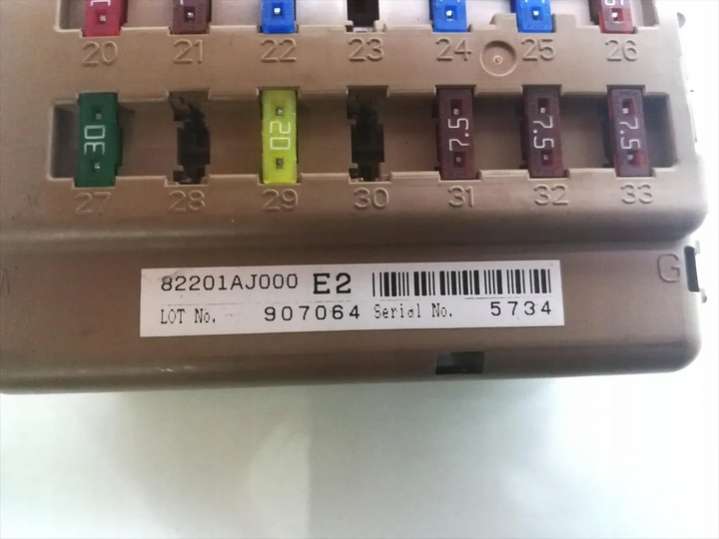 20 21 22 23 24 25 26
30 20 7.5 7.5 7.5
27 28 29 30 31 32 33
G
82201AJ000 E2
LOT No. 907064 Serial No. 5734